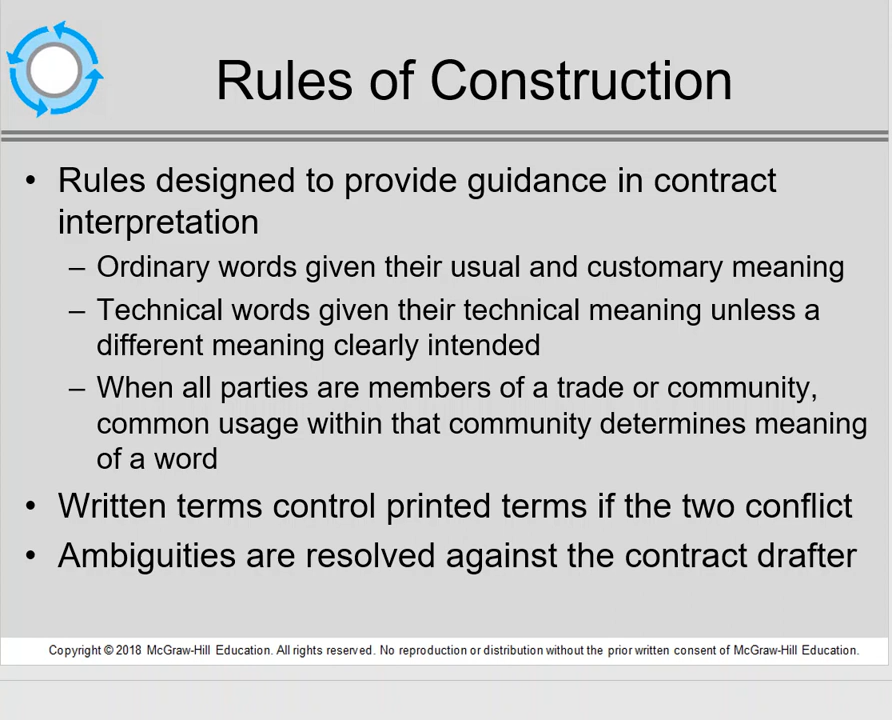 Rules of Construction
• Rules designed to provide guidance in contract
interpretation
– Ordinary words given their usual and customary meaning
– Technical words given their technical meaning unless a
different meaning clearly intended
– When all parties are members of a trade or community,
common usage within that community determines meaning
of a word
• Written terms control printed terms if the two conflict
• Ambiguities are resolved against the contract drafter
Copyright © 2018 McGraw-Hill Education. All rights reserved. No reproduction or distribution without the prior written consent of McGraw-Hill Education.